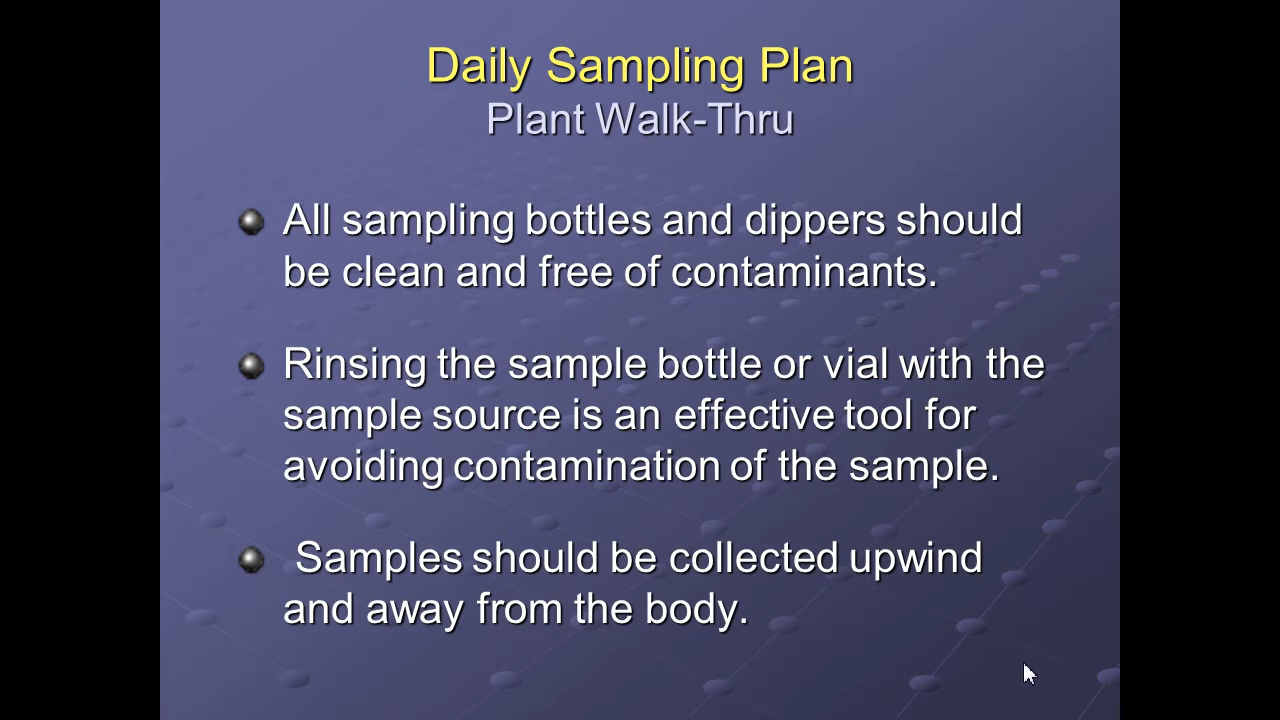 Daily Sampling Plan
Plant Walk-Thru
All sampling bottles and dippers should
be clean and free of contaminants.
Rinsing the sample bottle or vial with the
sample source is an effective tool for
avoiding contamination of the sample.
Samples should be collected upwind
and away from the body.